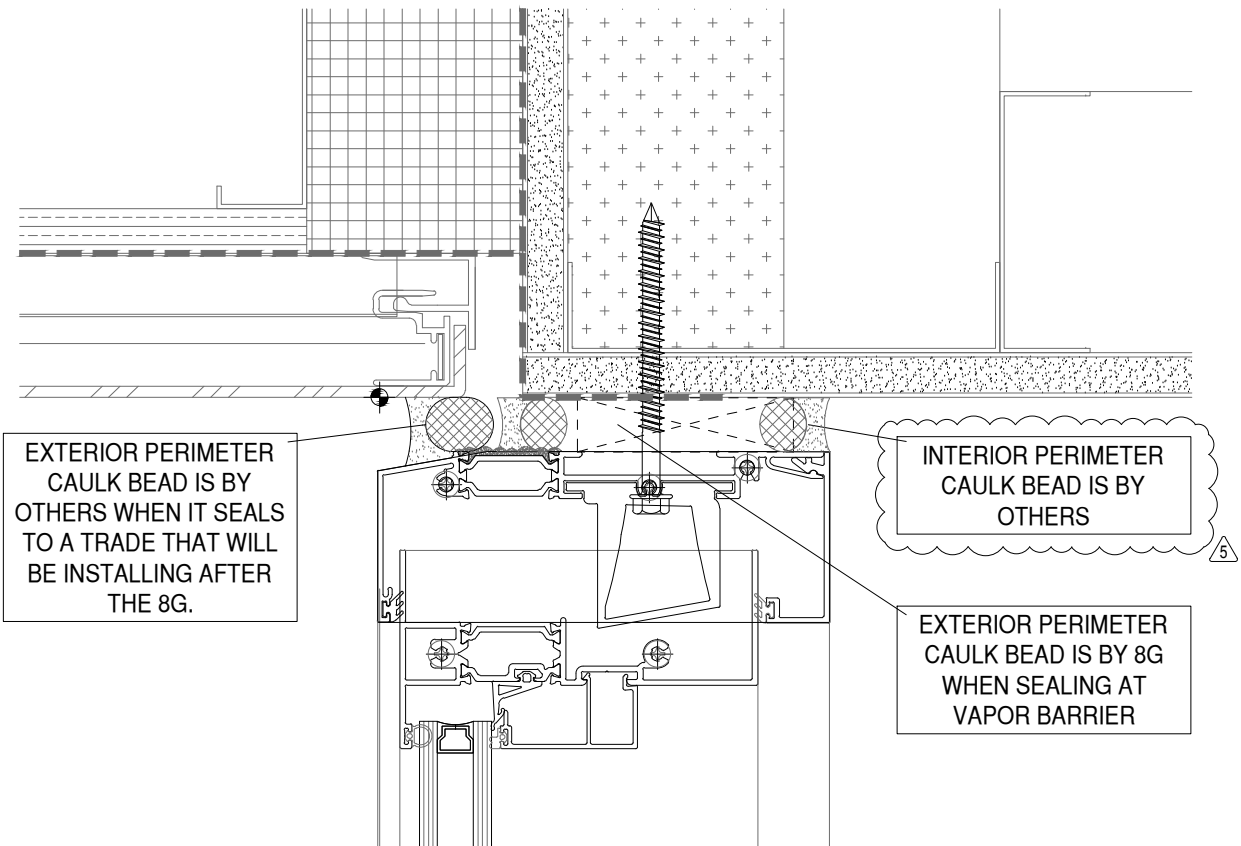 EXTERIOR PERIMETER
CAULK BEAD IS BY
OTHERS WHEN IT SEALS
TO A TRADE THAT WILL
BE INSTALLING AFTER
THE 8G.
INTERIOR PERIMETER
CAULK BEAD IS BY
OTHERS
5
EXTERIOR PERIMETER
CAULK BEAD IS BY 8G
WHEN SEALING AT
VAPOR BARRIER